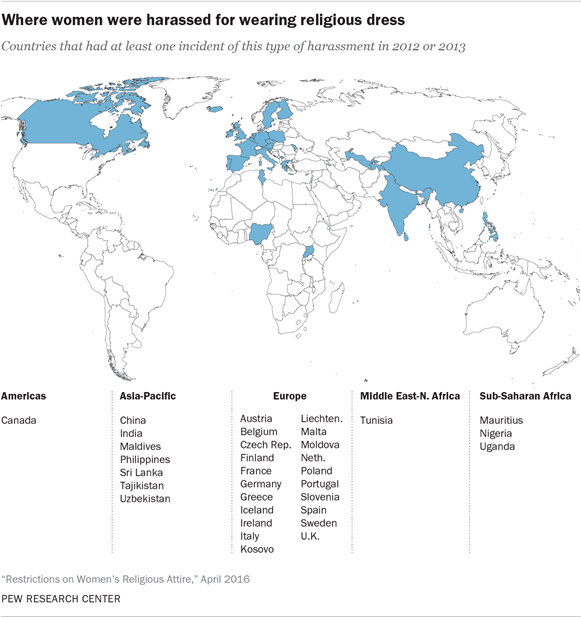 Where women were harassed for wearing religious dress
Countries that had at least one incident of this type of harassment in 2012 or 2013
Americas
Canada
Asia-Pacific
China
India
Maldives
Philippines
Sri Lanka
Tajikistan
Uzbekistan
Europe
Austria
Belgium
Czech Rep.
Finland
France
Germany
Greece
Iceland
Ireland
Italy
Kosovo
Liechten.
Malta
Moldova
Neth.
Poland
Portugal
Slovenia
Spain
Sweden
U.K.
Middle East-N. Africa
Tunisia
Sub-Saharan Africa
Mauritius
Nigeria
Uganda
“Restrictions on Women’s Religious Attire,” April 2016
PEW RESEARCH CENTER